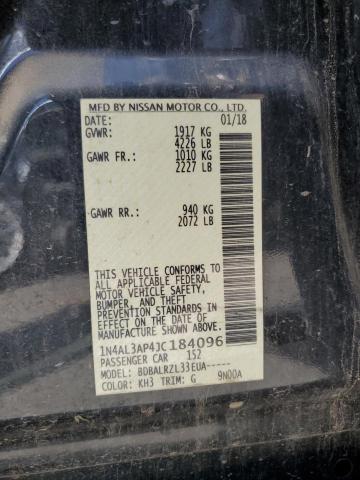 MFD BY NISSAN MOTOR CO., LTD.
DATE: 01/18
GVWR: 1917 KG
4226 LB
GAWR FR.: 1010 KG
2227 LB
GAWR RR.: 940 KG
2072 LB
THIS VEHICLE CONFORMS TO
ALL APPLICABLE FEDERAL
MOTOR VEHICLE SAFETY,
BUMPER, AND THEFT
PREVENTION STANDARDS IN
EFFECT ON THE DATE OF
MANUFACTURE SHOWN ABOVE.
1N4AL3AP4JC184096
PASSENGER CAR 152
MODEL: BDBALRZL33EUA-----
COLOR: KH3 TRIM: G 9N00A